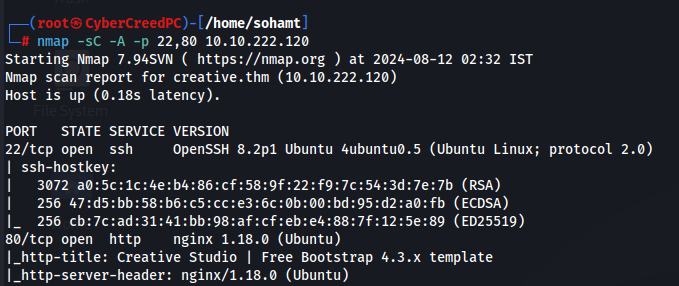 ┌──(root㉿CyberCreedPC)-[/home/sohamt]
└─# nmap -sC -A -p 22,80 10.10.222.120
Starting Nmap 7.94SVN ( https://nmap.org ) at 2024-08-12 02:32 IST
Nmap scan report for creative.thm (10.10.222.120)
Host is up (0.18s latency).
File System
PORT   STATE SERVICE VERSION
22/tcp open  ssh     OpenSSH 8.2p1 Ubuntu 4ubuntu0.5 (Ubuntu Linux; protocol 2.0)
| ssh-hostkey:
|   3072 a0:5c:1c:4e:b4:86:cf:58:9f:22:f9:7c:54:3d:7e:7b (RSA)
|   256 47:d5:bb:58:b6:c5:cc:e3:6c:0b:00:bd:95:d2:a0:fb (ECDSA)
|_  256 cb:7c:ad:31:41:bb:98:af:cf:eb:e4:88:7f:12:5e:89 (ED25519)
80/tcp open  http    nginx 1.18.0 (Ubuntu)
|_http-title: Creative Studio | Free Bootstrap 4.3.x template
|_http-server-header: nginx/1.18.0 (Ubuntu)